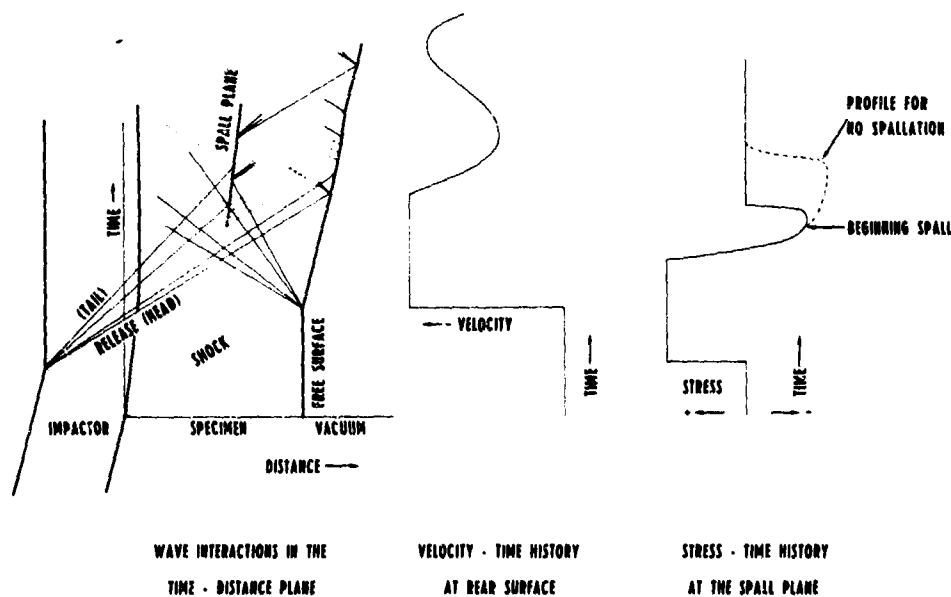 SPALL PLANE
TIME
(TAIL)
RELEASE (HEAD)
SHOCK
FREE SURFACE
IMPACTOR
SPECIMEN
VACUUM
DISTANCE
VELOCITY
TIME
PROFILE FOR
NO SPALLATION
BEGINNING SPALL
STRESS
TIME
+
-
WAVE INTERACTIONS IN THE
TIME - DISTANCE PLANE
VELOCITY - TIME HISTORY
AT REAR SURFACE
STRESS - TIME HISTORY
AT THE SPALL PLANE